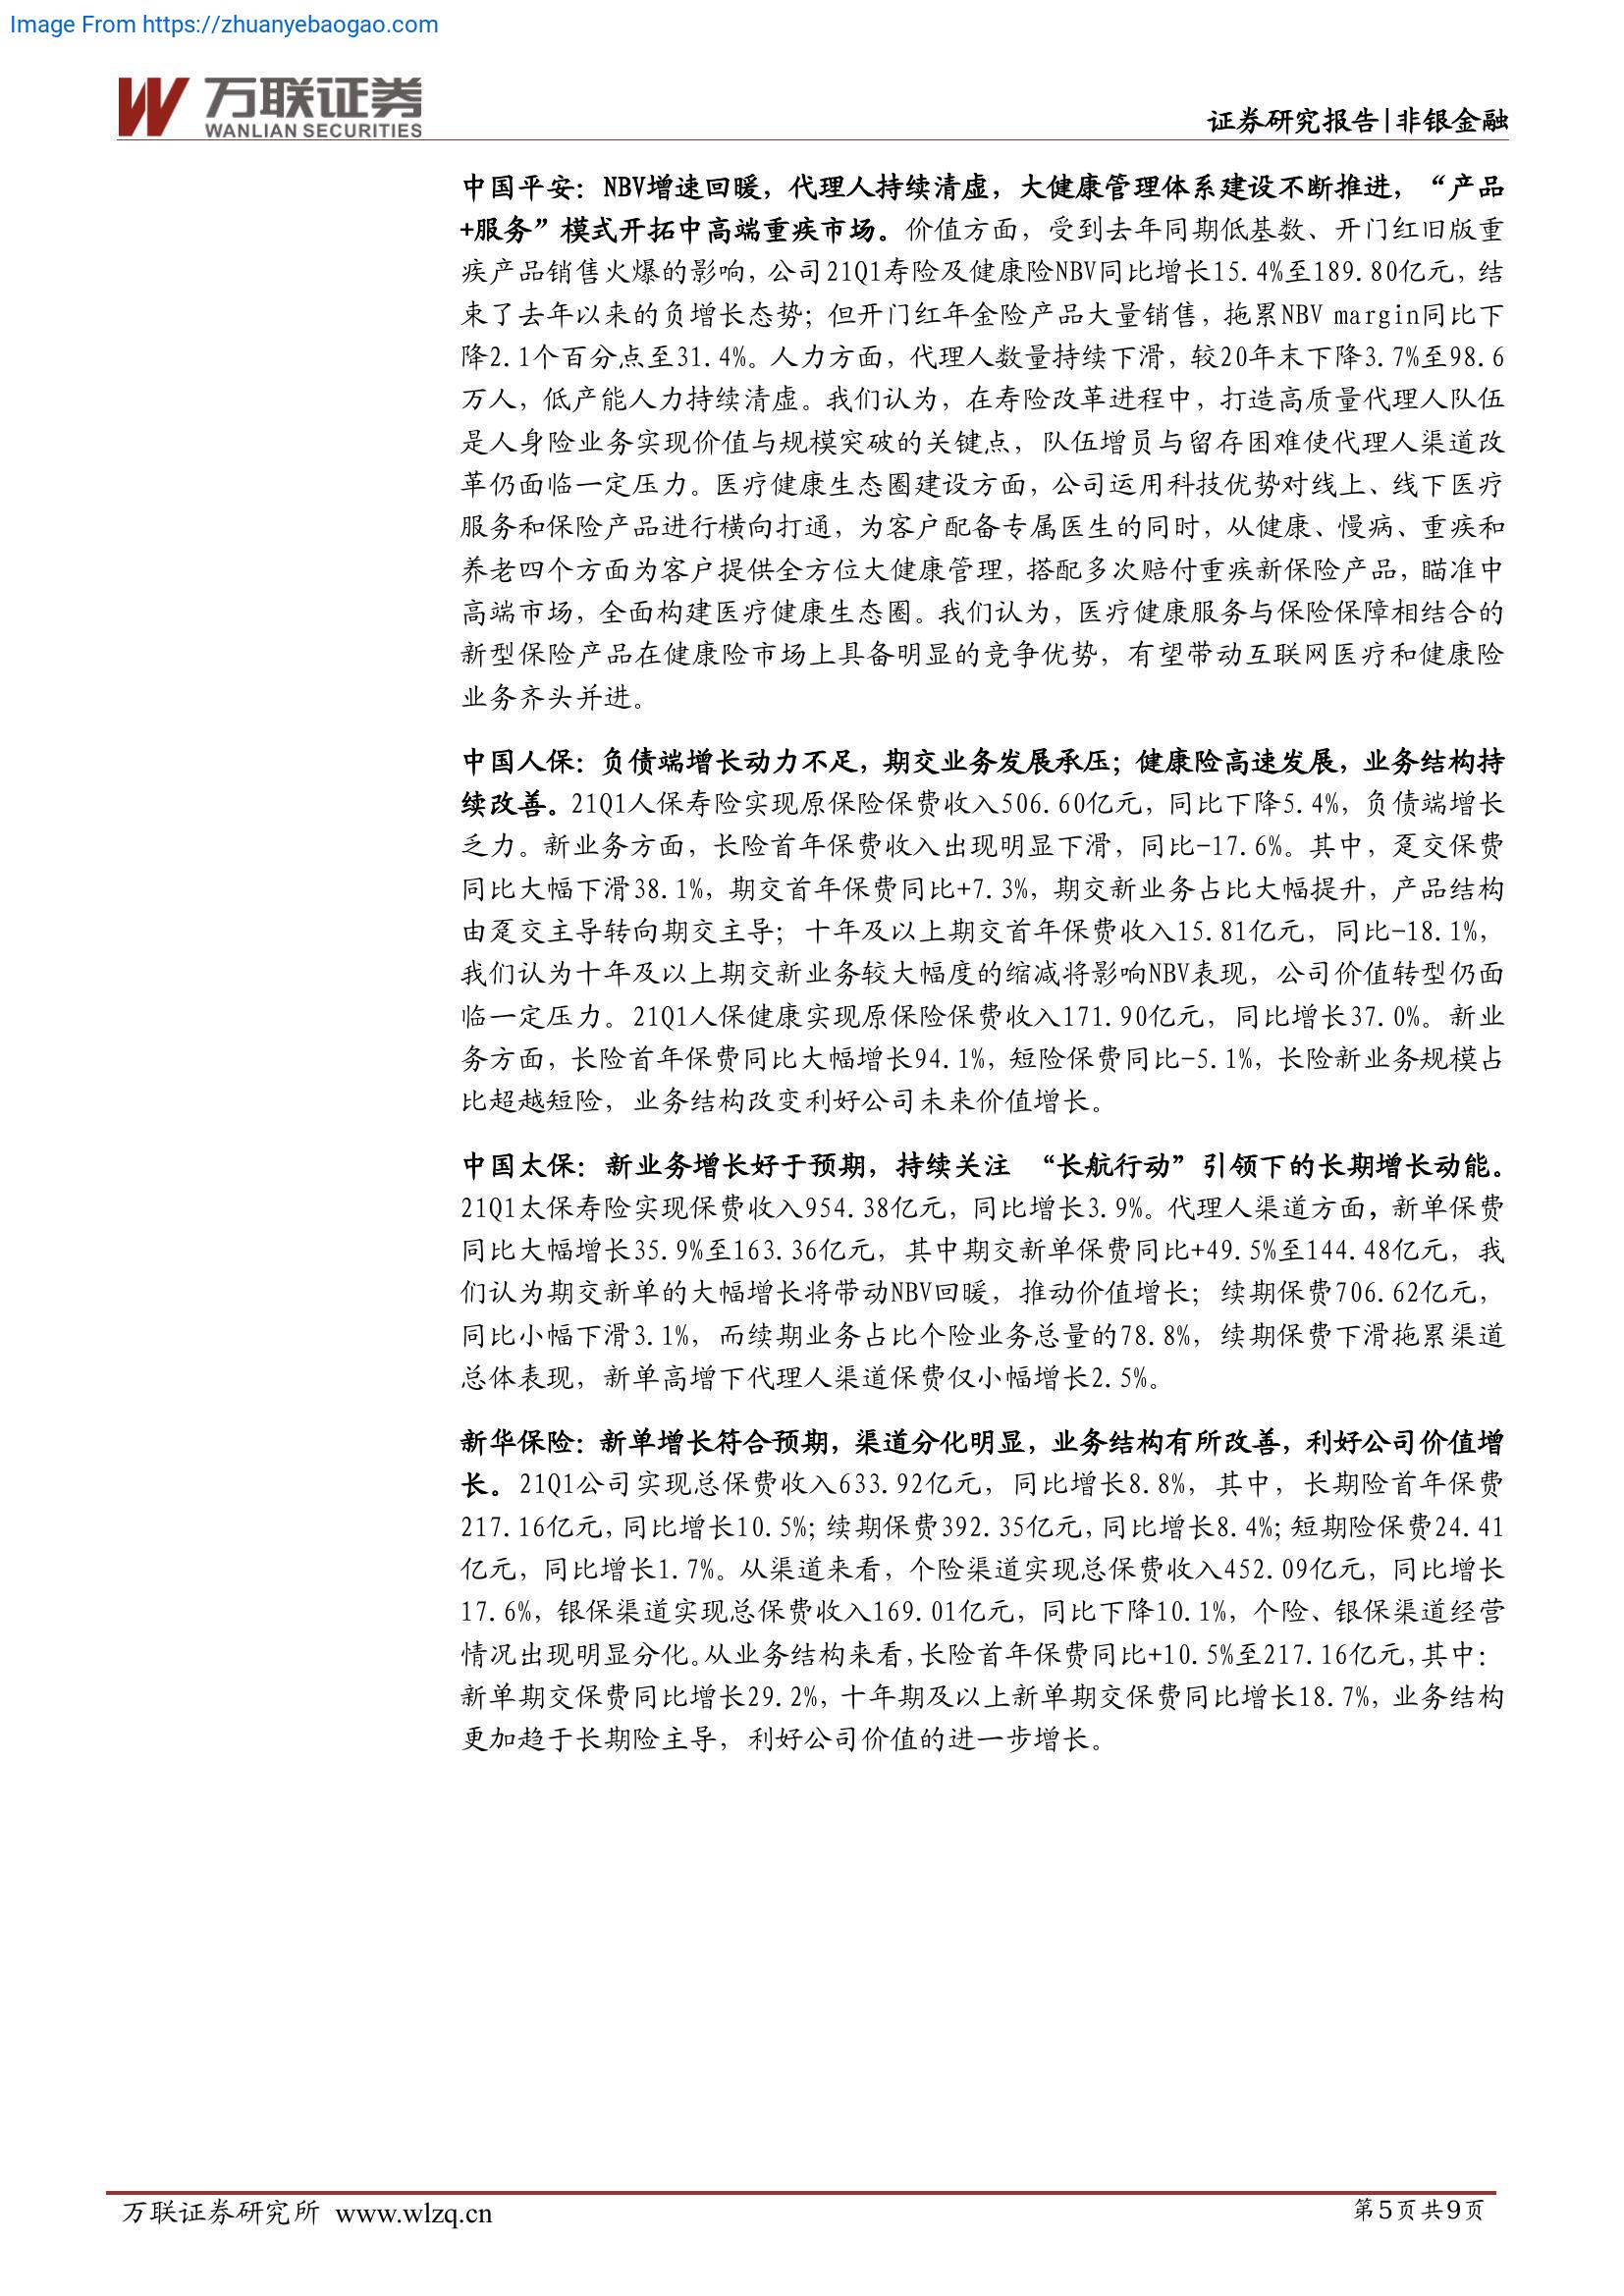 Image From https://zhuanyebaogao.com
万联证券
WANLIAN SECURITIES
证券研究报告|非银金融
中国平安：NBV增速回暖，代理人持续清虚，大健康管理体系建设不断推进，“产品
+服务”模式开拓中高端重疾市场。价值方面，受到去年同期低基数、开门红旧版重
疾产品销售火爆的影响，公司21Q1寿险及健康险NBV同比增长15.4%至189.80亿元，结
束了去年以来的负增长态势；但开门红年金险产品大量销售，拖累NBV margin同比下
降2.1个百分点至31.4%。人力方面，代理人数量持续下滑，较20年末下降3.7%至98.6
万人，低产能人力持续清虚。我们认为，在寿险改革进程中，打造高质量代理人队伍
是人身险业务实现价值与规模突破的关键点，队伍增员与留存困难使代理人渠道改
革仍面临一定压力。医疗健康生态圈建设方面，公司运用科技优势对线上、线下医疗
服务和保险产品进行横向打通，为客户配备专属医生的同时，从健康、慢病、重疾和
养老四个方面为客户提供全方位大健康管理，搭配多次赔付重疾新保险产品，瞄准中
高端市场，全面构建医疗健康生态圈。我们认为，医疗健康服务与保险保障相结合的
新型保险产品在健康险市场上具备明显的竞争优势，有望带动互联网医疗和健康险
业务齐头并进。
中国人保：负债端增长动力不足，期交业务发展承压；健康险高速发展，业务结构持
续改善。21Q1人保寿险实现原保险保费收入506.60亿元，同比下降5.4%，负债端增长
乏力。新业务方面，长险首年保费收入出现明显下滑，同比-17.6%。其中，趸交保费
同比大幅下滑38.1%，期交首年保费同比+7.3%，期交新业务占比大幅提升，产品结构
由趸交主导转向期交主导；十年及以上期交首年保费收入15.81亿元，同比-18.1%，
我们认为十年及以上期交新业务较大幅度的缩减将影响NBV表现，公司价值转型仍面
临一定压力。21Q1人保健康实现原保险保费收入171.90亿元，同比增长37.0%。新业
务方面，长险首年保费同比大幅增长94.1%，短险保费同比-5.1%，长险新业务规模占
比超越短险，业务结构改变利好公司未来价值增长。
中国太保：新业务增长好于预期，持续关注 “长航行动”引领下的长期增长动能。
21Q1太保寿险实现保费收入954.38亿元，同比增长3.9%。代理人渠道方面，新单保费
同比大幅增长35.9%至163.36亿元，其中期交新单保费同比+49.5%至144.48亿元，我
们认为期交新单的大幅增长将带动NBV回暖，推动价值增长；续期保费706.62亿元，
同比小幅下滑3.1%，而续期业务占比个险业务总量的78.8%，续期保费下滑拖累渠道
总体表现，新单高增下代理人渠道保费仅小幅增长2.5%。
新华保险：新单增长符合预期，渠道分化明显，业务结构有所改善，利好公司价值增
长。21Q1公司实现总保费收入633.92亿元，同比增长8.8%，其中，长期险首年保费
217.16亿元，同比增长10.5%；续期保费392.35亿元，同比增长8.4%；短期险保费24.41
亿元，同比增长1.7%。从渠道来看，个险渠道实现总保费收入452.09亿元，同比增长
17.6%，银保渠道实现总保费收入169.01亿元，同比下降10.1%，个险、银保渠道经营
情况出现明显分化。从业务结构来看，长险首年保费同比+10.5%至217.16亿元，其中：
新单期交保费同比增长29.2%，十年期及以上新单期交保费同比增长18.7%，业务结构
更加趋于长期险主导，利好公司价值的进一步增长。
万联证券研究所 www.wlzq.cn
第5页共9页